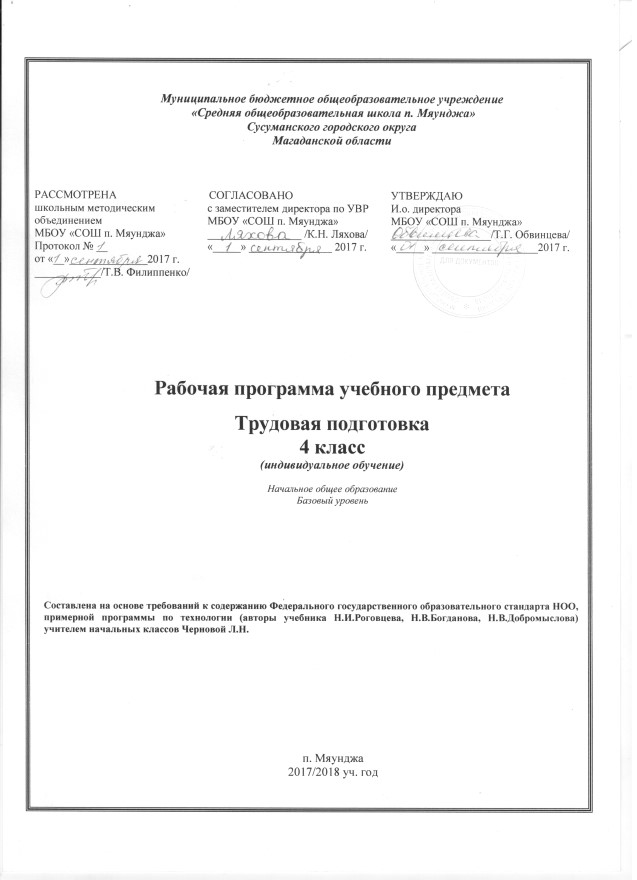 Муниципальное бюджетное общеобразовательное учреждение
«Средняя общеобразовательная школа п. Мяунджа»
Сусуманского городского округа
Магаданской области
РАССМОТРЕНА
школьным методическим
объединением
МБОУ «СОШ п. Мяунджа»
Протокол № 1
от «1» сентября 2017 г.
/Т.В. Филиппенко/
СОГЛАСОВАНО
с заместителем директора по УВР
МБОУ «СОШ п. Мяунджа»
Ляхова /К.Н. Ляхова/
« 1 » сентября 2017 г.
УТВЕРЖДАЮ
И.о. директора
МБОУ «СОШ п. Мяунджа»
Обвинцева /Т.Г. Обвинцева/
« » сентября 2017 г.
Рабочая программа учебного предмета
Трудовая подготовка
4 класс
(индивидуальное обучение)
Начальное общее образование
Базовый уровень
Составлена на основе требований к содержанию Федерального государственного образовательного стандарта НОО,
примерной программы по технологии (авторы учебника Н.И.Роговцева, Н.В.Богданова, Н.В.Добромыслова)
учителем начальных классов Черновой Л.Н.
п. Мяунджа
2017/2018 уч. год